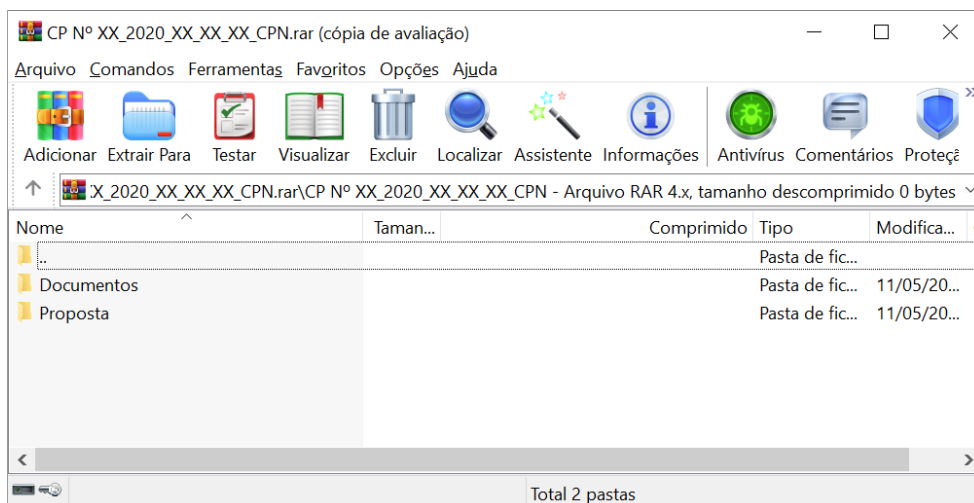 CP Nº XX_2020_XX_XX_XX_CPN.rar (cópia de avaliação)
Arquivo Comandos Ferramentas Favoritos Opções Ajuda
Adicionar Extrair Para Testar Visualizar Excluir Localizar Assistente Informações Antivírus Comentários Proteçã
.X_2020_XX_XX_XX_CPN.rar\CP Nº XX_2020_XX_XX_XX_CPN - Arquivo RAR 4.x, tamanho descomprimido 0 bytes
Nome Taman... Comprimido Tipo Modifica...
.. Pasta de fic...
Documentos Pasta de fic... 11/05/20...
Proposta Pasta de fic... 11/05/20...
Total 2 pastas